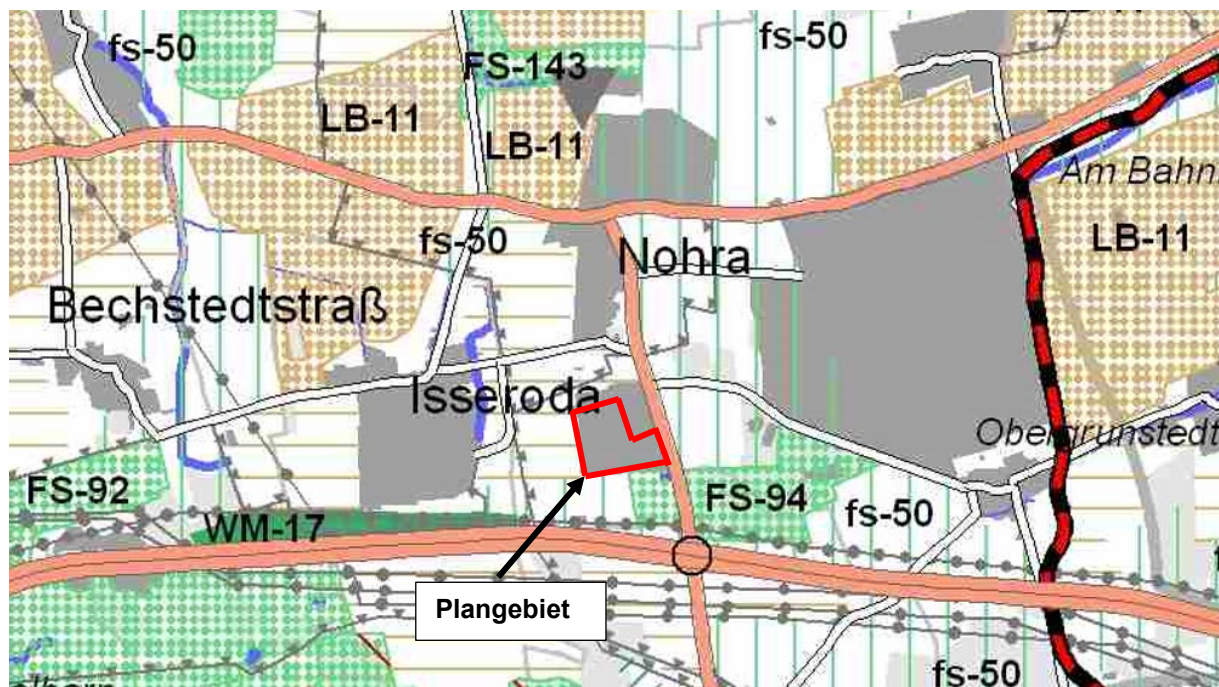 fs-50
fs-50
FS-143
LB-11
LB-11
Am Bahn
LB-11
fs-50
Nohra
Bechstedtstraß
Isseroda
Obergrunstedt
FS-92
FS-94
fs-50
WM-17
Plangebiet
fs-50